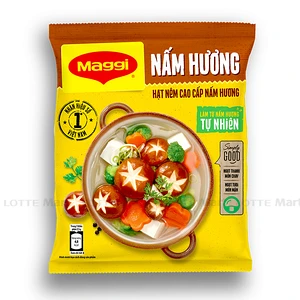 Maggi
NẤM HƯƠNG
HẠT NÊM CAO CẤP NẤM HƯƠNG
LÀM TỪ NẤM HƯƠNG
TỰ NHIÊN
NHÃN HIỆU SỐ
1
VIỆT NAM
Simply
GOOD
LOTTE Mart
LOTTE Mart